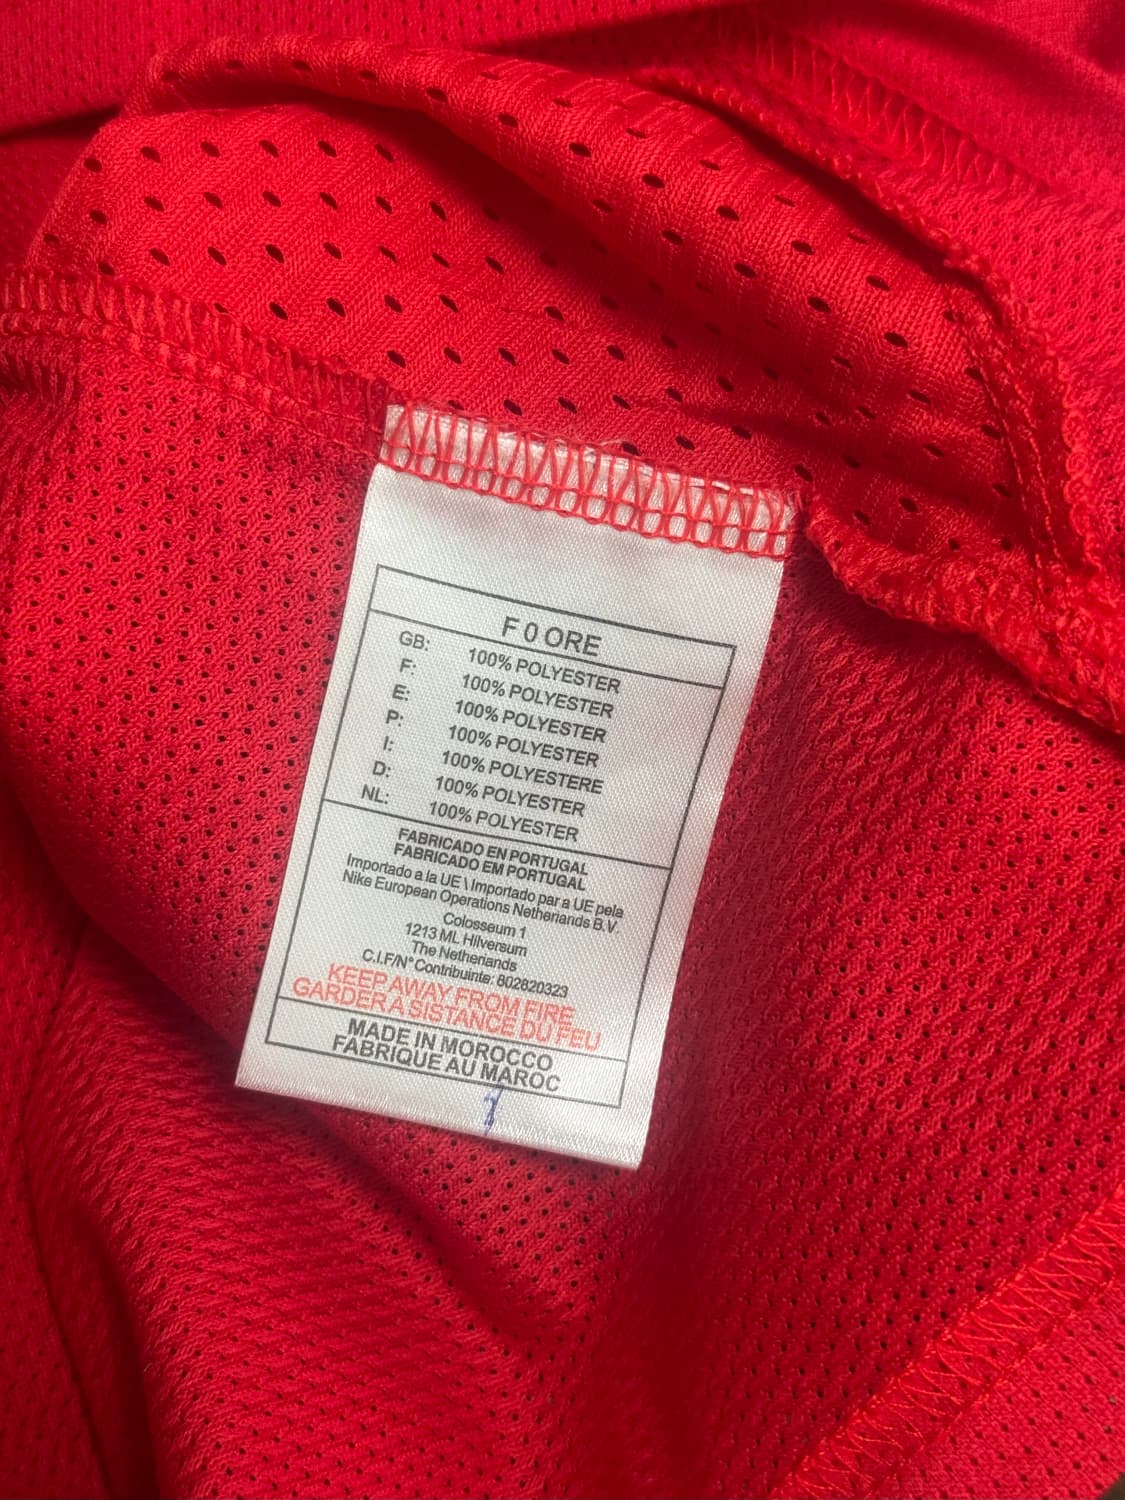 F 0 ORE
GB: 100% POLYESTER
F: 100% POLYESTER
E: 100% POLYESTER
P: 100% POLYESTER
I: 100% POLYESTERE
D: 100% POLYESTER
NL: 100% POLYESTER
FABRICADO EN PORTUGAL
FABRICADO EM PORTUGAL
Importado a la UE \ Importado par a UE pela
Nike European Operations Netherlands B.V.
Colosseum 1
1213 ML Hilversum
The Netherlands
C.I.F/N° Contribuinte: 802820323
KEEP AWAY FROM FIRE
GARDER A SISTANCE DU FEU
MADE IN MOROCCO
FABRIQUE AU MAROC